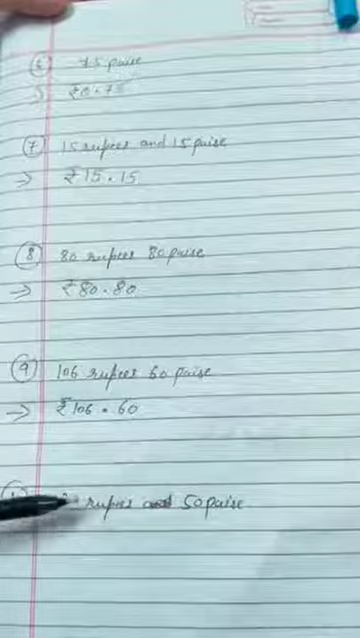 6 75 paise
→ ₹0.75
7 15 rupees and 15 paise
→ ₹15.15
8 80 rupees 80 paise
→ ₹80.80
9 106 rupees 60 paise
→ ₹106.60
rupees and 50 paise